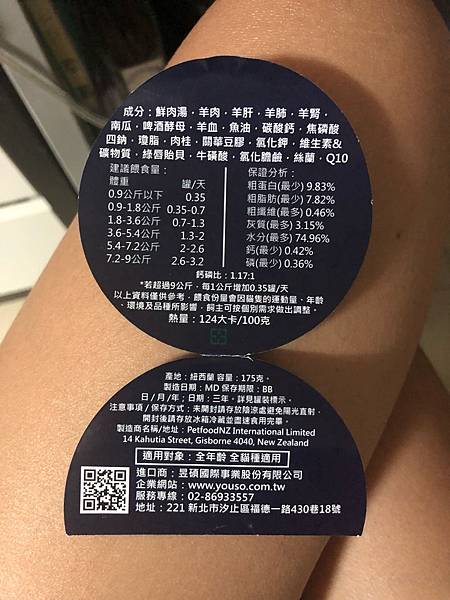 成分：鮮肉湯、羊肉、羊肝、羊肺、羊腎、
南瓜、啤酒酵母、羊血、魚油、碳酸鈣、焦磷酸
四鈉、瓊脂、肉桂、關華豆膠、氯化鉀、維生素&
礦物質、綠唇胎貝、牛磺酸、氯化膽鹼、絲蘭、Q10
建議餵食量：
體重 罐/天
0.9公斤以下 0.35
0.9-1.8公斤 0.35-0.7
1.8-3.6公斤 0.7-1.3
3.6-5.4公斤 1.3-2
5.4-7.2公斤 2-2.6
7.2-9公斤 2.6-3.2
保證分析：
粗蛋白(最少) 9.83%
粗脂肪(最少) 7.82%
粗纖維(最多) 0.46%
灰質(最多) 3.15%
水分(最多) 74.96%
鈣(最少) 0.42%
磷(最少) 0.36%
鈣磷比：1.17:1
*若超過9公斤，每1公斤增加0.35罐/天
以上資料僅供參考，餵食份量會因貓隻的運動量、年齡
、環境及品種所影響，飼主可按個別需求做出調整。
熱量：124大卡/100克
產地：紐西蘭 容量：175克。
製造日期：MD 保存期限：BB
日/月/年；日期：三年。詳見罐裝標示。
注意事項/保存方式：未開封請存放陰涼處避免陽光直射。
開封後請存放冰箱冷藏並盡速食用完畢。
製造商名稱/地址：PetfoodNZ International Limited
14 Kahutia Street, Gisborne 4040, New Zealand
適用對象：全年齡 全貓種適用
進口商：昱碩國際事業股份有限公司
企業網站：www.youso.com.tw
服務專線：02-86933557
地址：221 新北市汐止區福德一路430巷18號